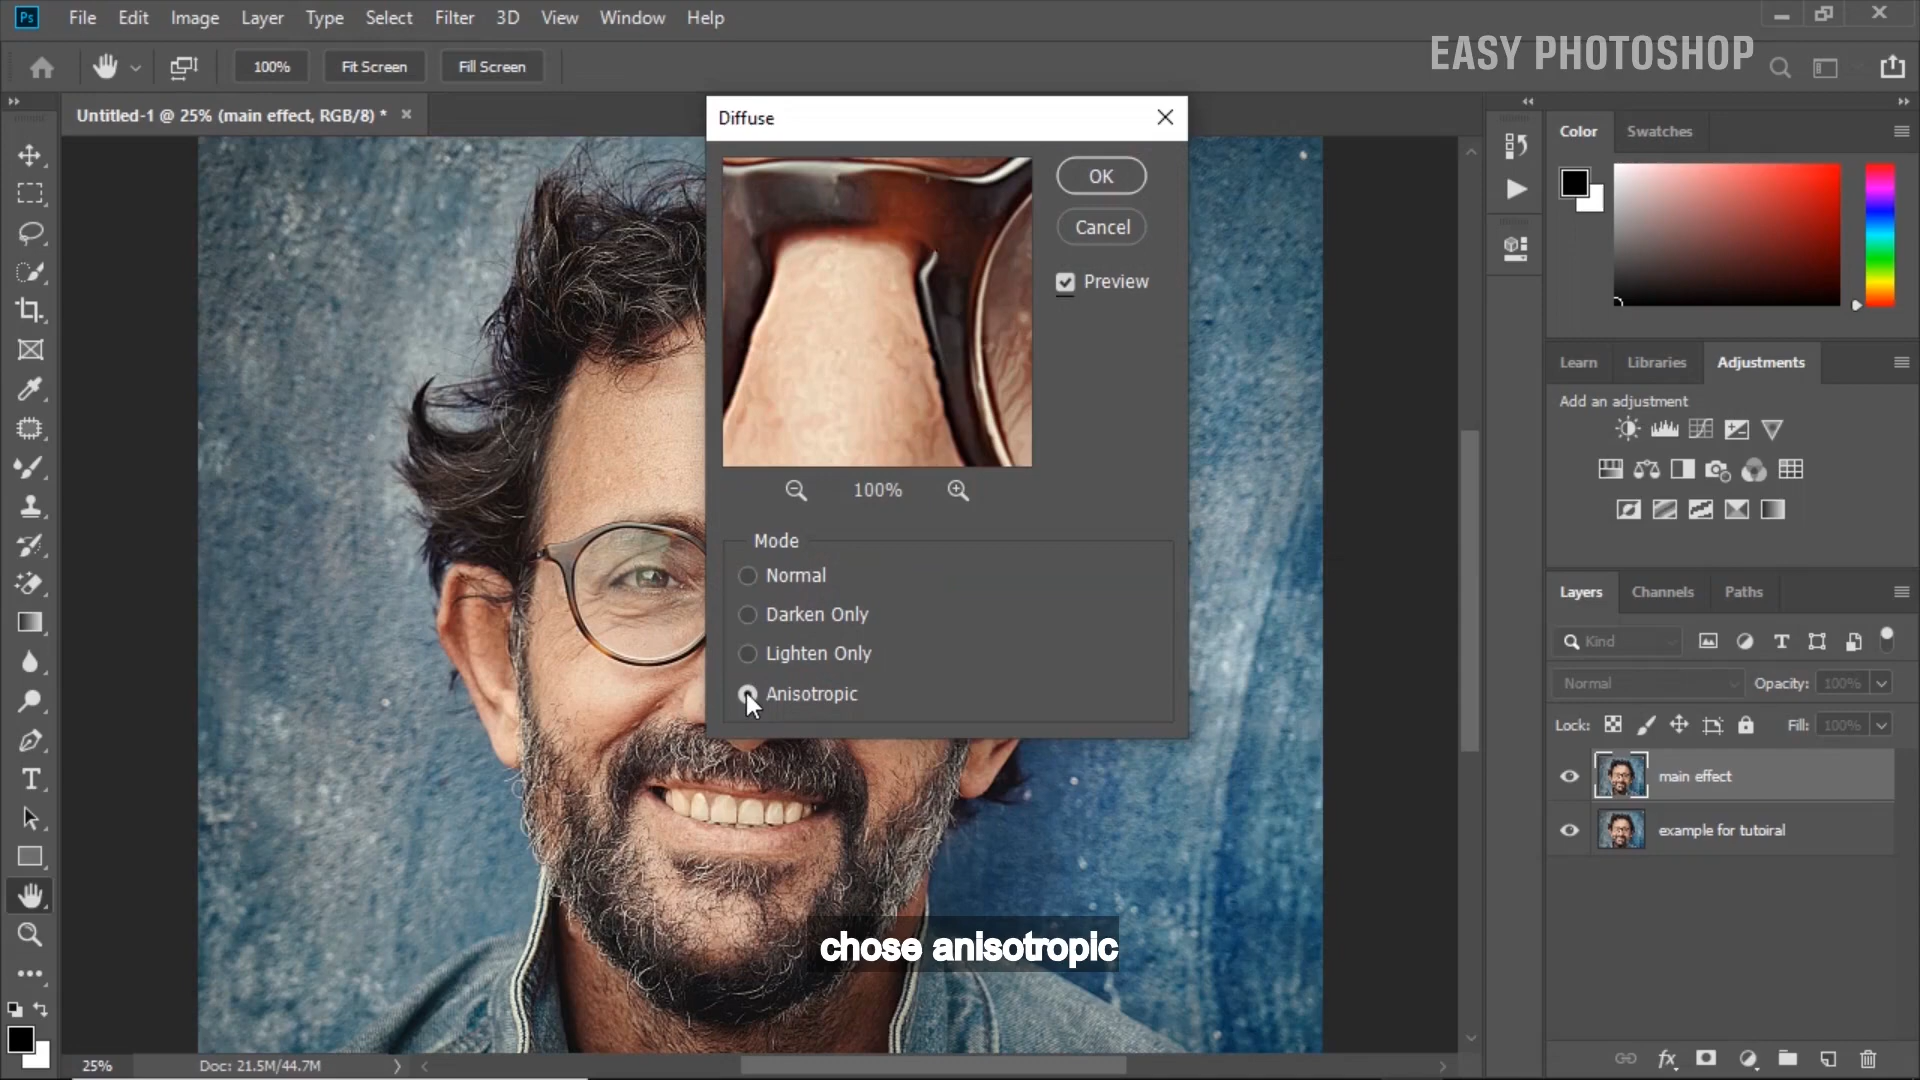 Ps File Edit Image Layer Type Select Filter 3D View Window Help
100% Fit Screen Fill Screen
EASY PHOTOSHOP
Untitled-1 @ 25% (main effect, RGB/8) *
Diffuse
OK
Cancel
Preview
100%
Mode
Normal
Darken Only
Lighten Only
Anisotropic
chose anisotropic
Color Swatches
Learn Libraries Adjustments
Add an adjustment
Layers Channels Paths
Kind
Normal Opacity: 100%
Lock: Fill: 100%
main effect
example for tutoiral
25% Doc: 21.5M/44.7M